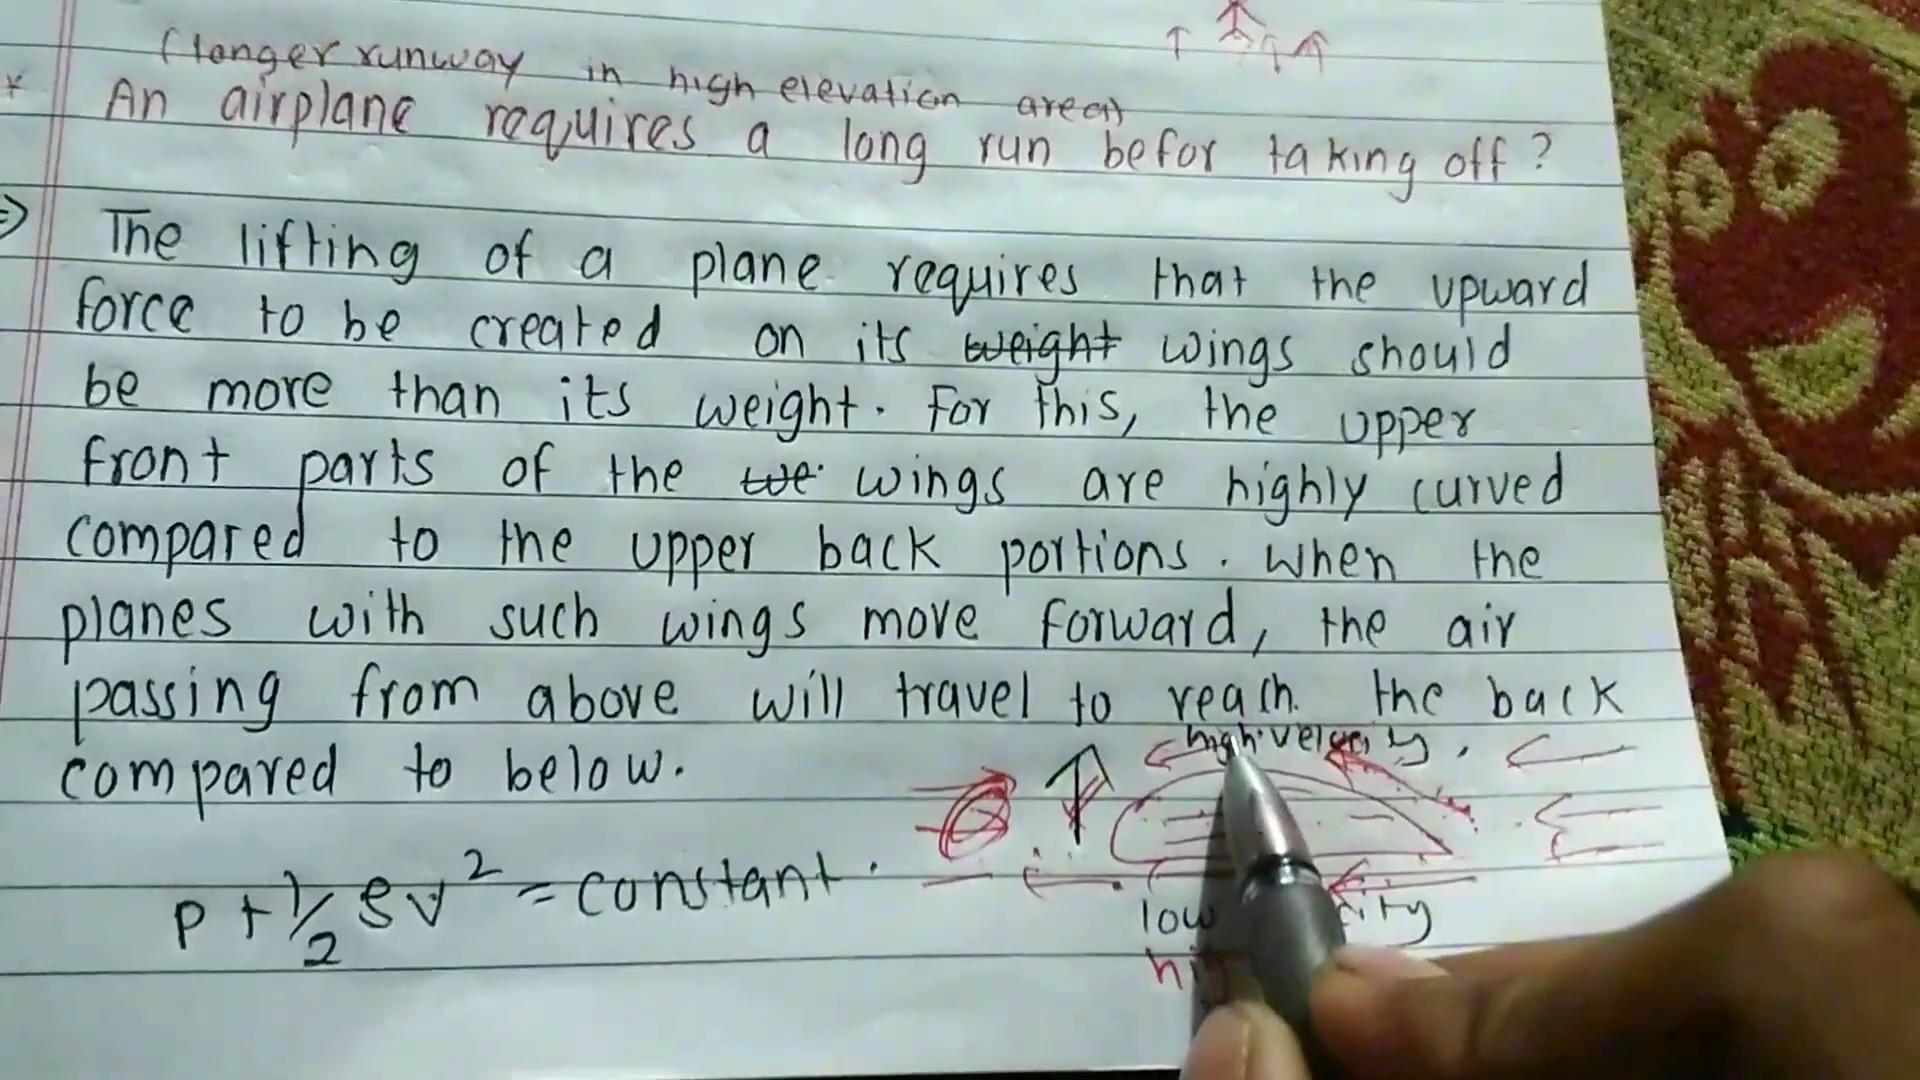 (longer runway in high elevation area)
* An airplane requires a long run befor taking off ?
=> The lifting of a plane requires that the upward
force to be created on its weight wings should
be more than its weight. For this, the upper
front parts of the we wings are highly curved
compared to the upper back portions. When the
planes with such wings move forward, the air
passing from above will travel to reach the back
compared to below.
high velocity.
P + 1/2 ρv² = constant.
low